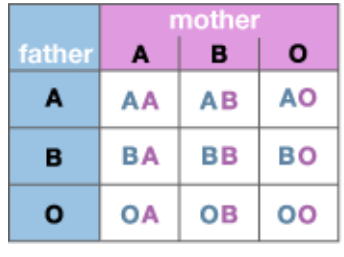 mother
father A B O
A AA AB AO
B BA BB BO
O OA OB OO